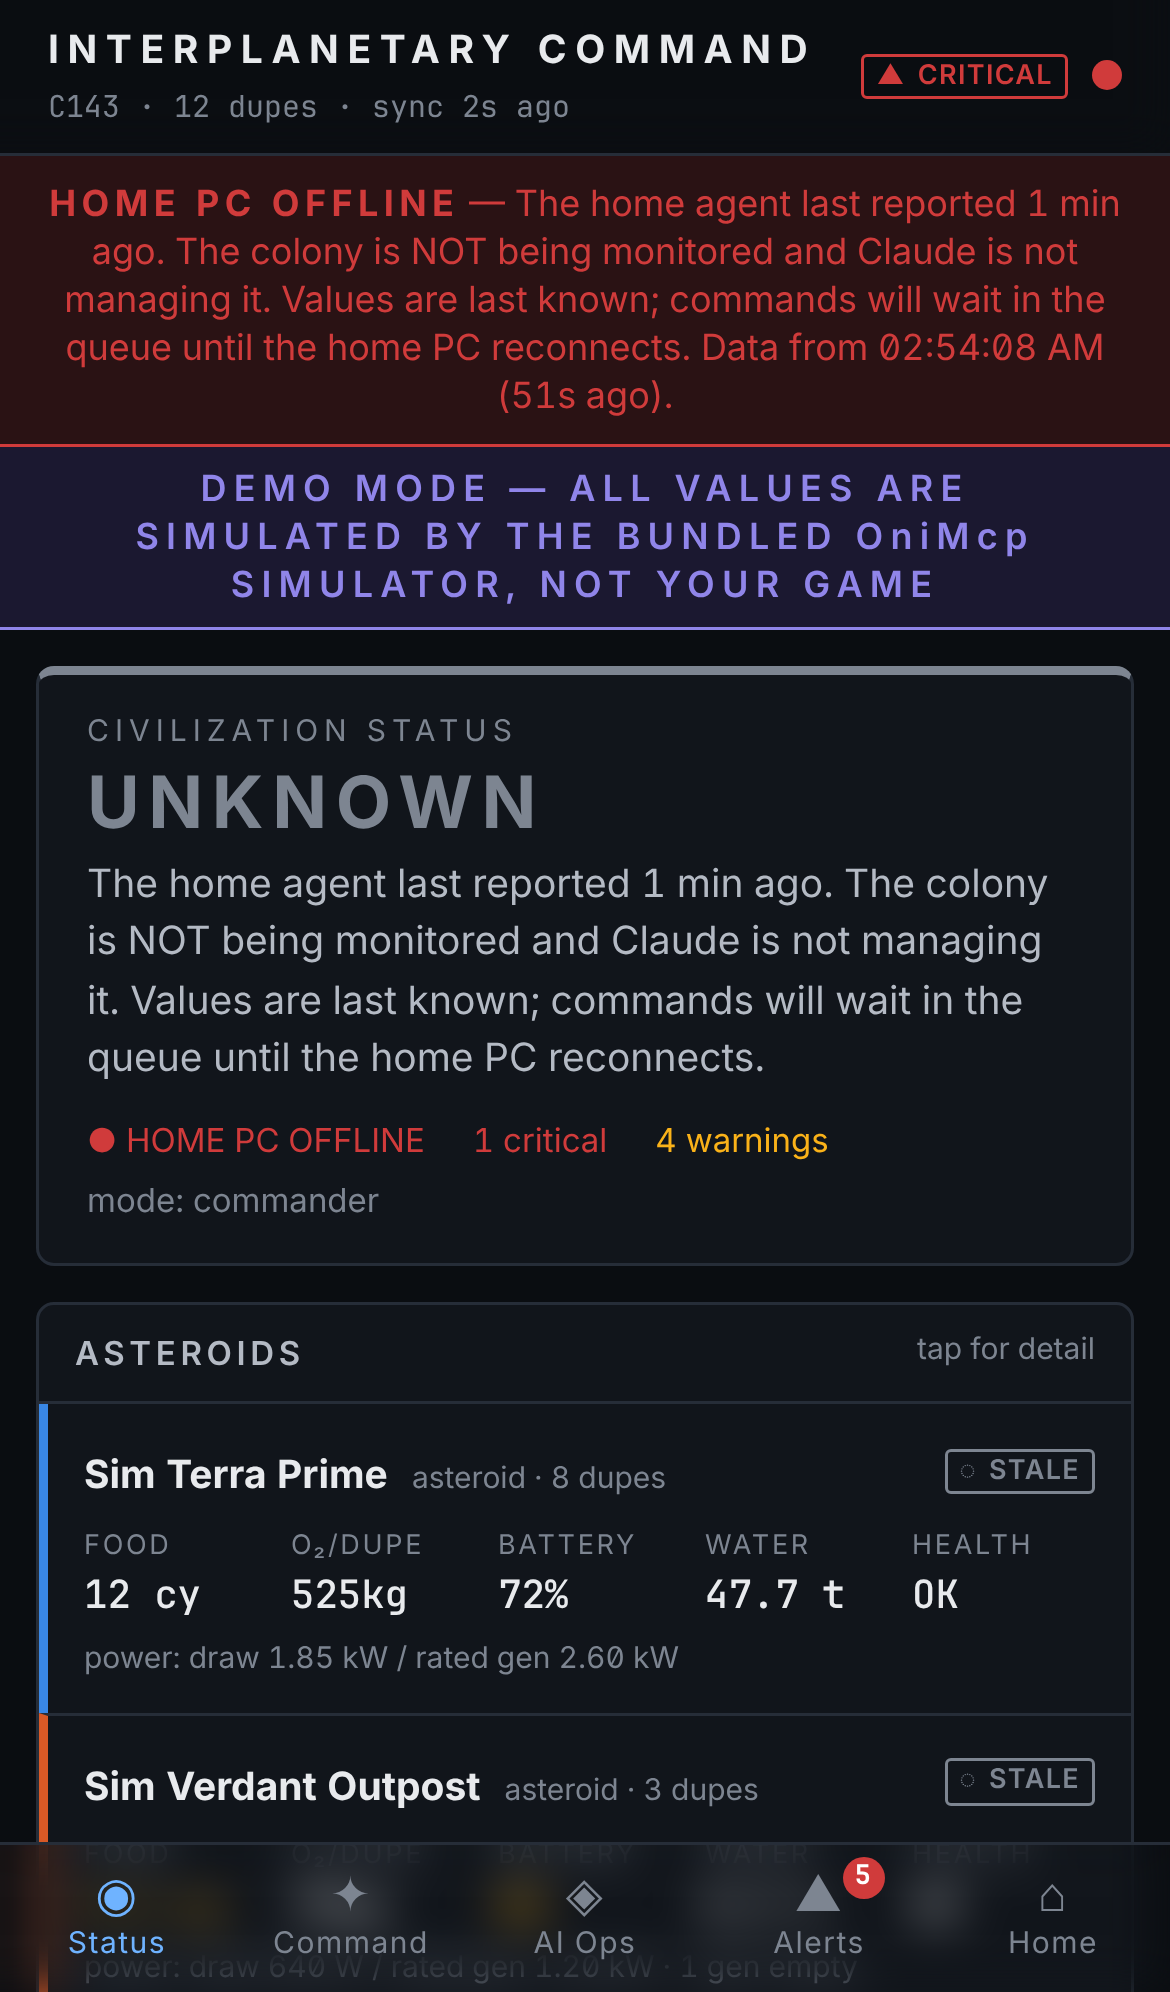 INTERPLANETARY COMMAND
C143 · 12 dupes · sync 2s ago
▲ CRITICAL
HOME PC OFFLINE — The home agent last reported 1 min
ago. The colony is NOT being monitored and Claude is not
managing it. Values are last known; commands will wait in the
queue until the home PC reconnects. Data from 02:54:08 AM
(51s ago).
DEMO MODE — ALL VALUES ARE
SIMULATED BY THE BUNDLED OniMcp
SIMULATOR, NOT YOUR GAME
CIVILIZATION STATUS
UNKNOWN
The home agent last reported 1 min ago. The colony
is NOT being monitored and Claude is not managing
it. Values are last known; commands will wait in the
queue until the home PC reconnects.
● HOME PC OFFLINE 1 critical 4 warnings
mode: commander
ASTEROIDS
tap for detail
Sim Terra Prime asteroid · 8 dupes
◌ STALE
FOOD O₂/DUPE BATTERY WATER HEALTH
12 cy 525kg 72% 47.7 t OK
power: draw 1.85 kW / rated gen 2.60 kW
Sim Verdant Outpost asteroid · 3 dupes
◌ STALE
FOOD O₂/DUPE BATTERY WATER HEALTH
5
Status Command AI Ops Alerts Home
power: draw 640 W / rated gen 1.20 kW · 1 gen empty